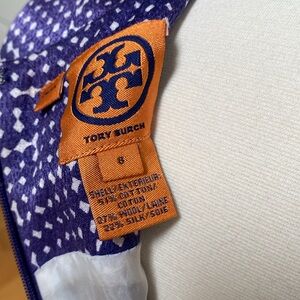 TORY BURCH
6
SHELL/EXTERIEUR:
51% COTTON/
COTON
27% WOOL/LAINE
22% SILK/SOIE